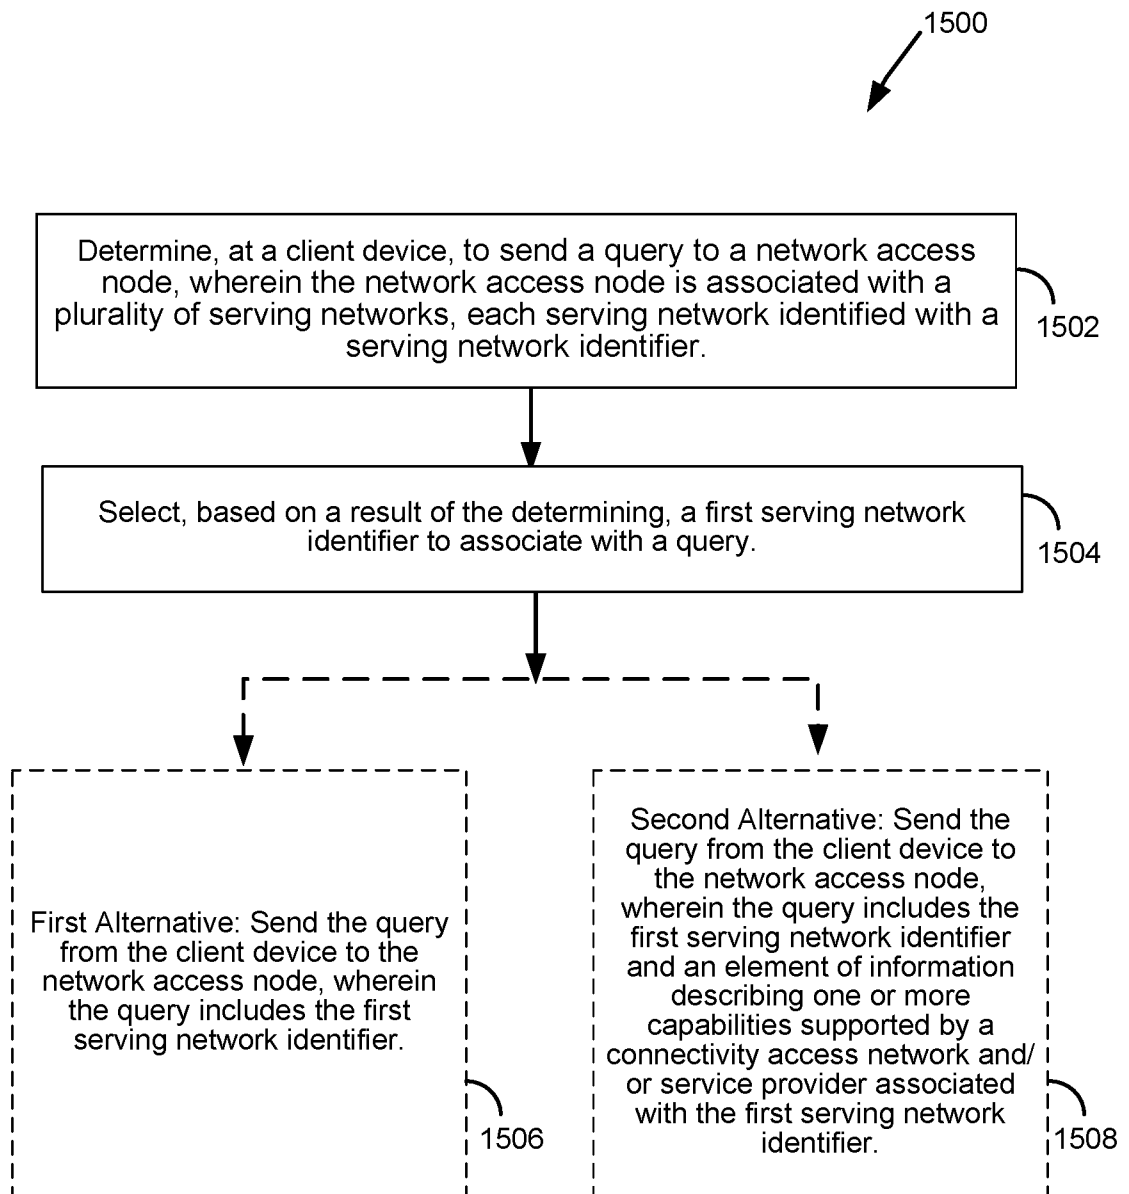 1500
Determine, at a client device, to send a query to a network access
node, wherein the network access node is associated with a
plurality of serving networks, each serving network identified with a
serving network identifier.
1502
Select, based on a result of the determining, a first serving network
identifier to associate with a query.
1504
First Alternative: Send the query
from the client device to the
network access node, wherein
the query includes the first
serving network identifier.
1506
Second Alternative: Send the
query from the client device to
the network access node,
wherein the query includes the
first serving network identifier
and an element of information
describing one or more
capabilities supported by a
connectivity access network and/
or service provider associated
with the first serving network
identifier.
1508